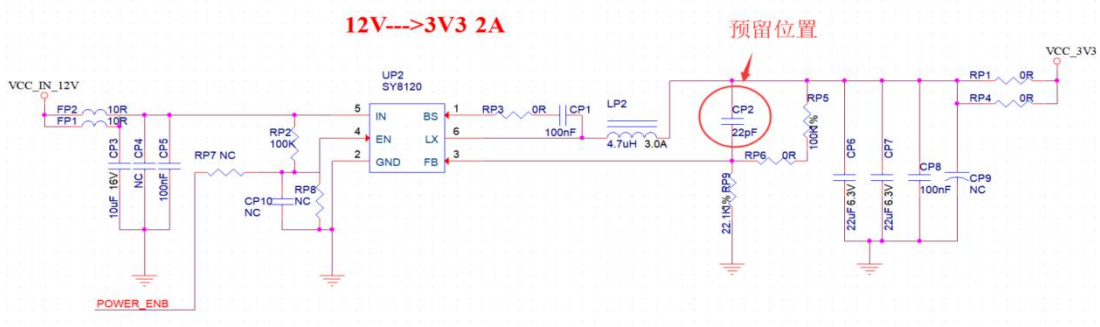 12V--->3V3 2A
预留位置
VCC_3V3
VCC_IN_12V
UP2
SY8120
FP2 10R
FP1 10R
RP1 0R
RP4 0R
5 IN BS 1
4 EN LX 6
2 GND FB 3
RP3 0R CP1
100nF
LP2
4.7uH 3.0A
CP2
22pF
RP5
100K1%
RP6 0R
RP9
22.1K1%
RP2
100K
RP7 NC
RP8
NC
CP10
NC
CP3
10uF 16V
CP4
NC
CP5
100nF
CP6
22uF 6.3V
CP7
22uF 6.3V
CP8
100nF
CP9
NC
POWER_ENB